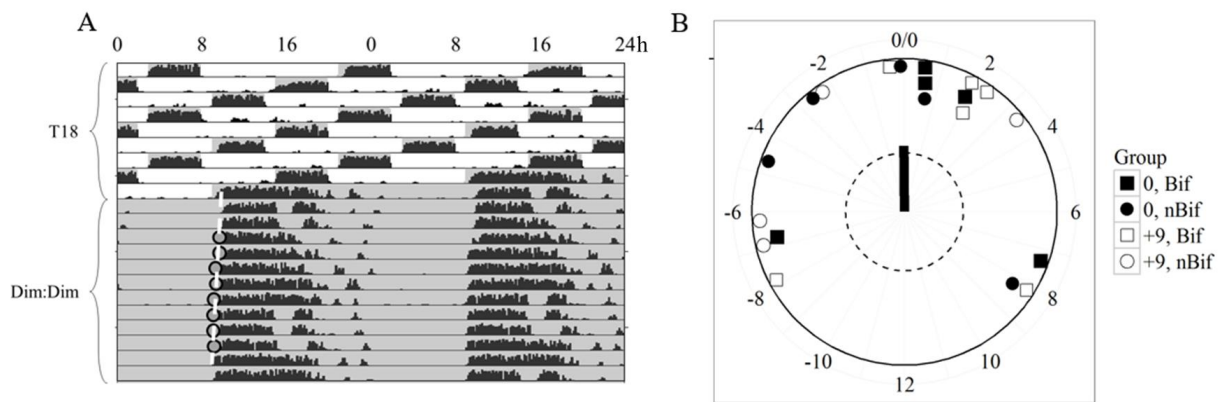 A
0 8 16 0 8 16 24h
T18
Dim:Dim
B
0/0
-2 2
-4 4
-6 6
-8 8
-10 10
12
Group
0, Bif
0, nBif
+9, Bif
+9, nBif